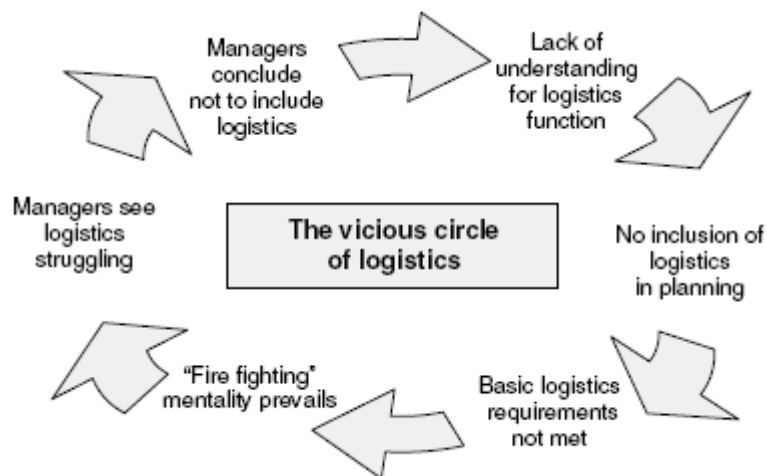 Managers
conclude
not to include
logistics
Lack of
understanding
for logistics
function
No inclusion of
logistics
in planning
Basic logistics
requirements
not met
“Fire fighting”
mentality prevails
Managers see
logistics
struggling
The vicious circle
of logistics